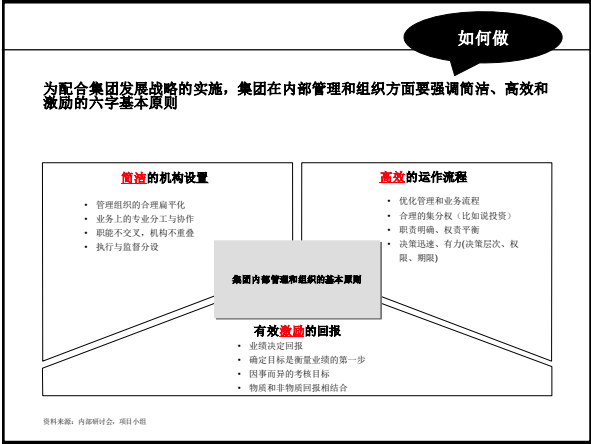 如何做
为配合集团发展战略的实施，集团在内部管理和组织方面要强调简洁、高效和
激励的六字基本原则
简洁的机构设置
• 管理组织的合理扁平化
• 业务上的专业分工与协作
• 职能不交叉，机构不重叠
• 执行与监督分设
高效的运作流程
• 优化管理和业务流程
• 合理的集分权（比如说投资）
• 职责明确、权责平衡
• 决策迅速、有力(决策层次、权
限、期限)
集团内部管理和组织的基本原则
有效激励的回报
• 业绩决定回报
• 确定目标是衡量业绩的第一步
• 因事而异的考核目标
• 物质和非物质回报相结合
资料来源：内部研讨会，项目小组